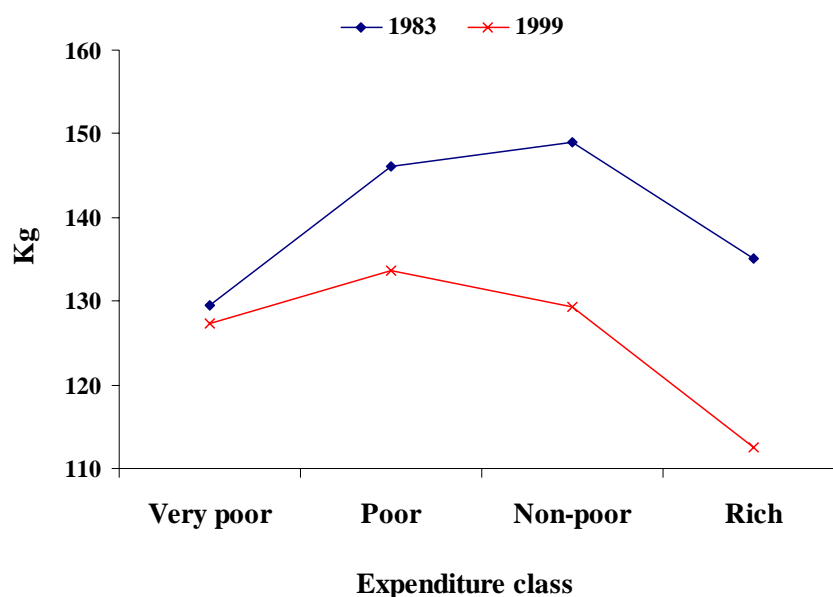 1983 1999
160
150
140
130
120
110
Kg
Very poor Poor Non-poor Rich
Expenditure class